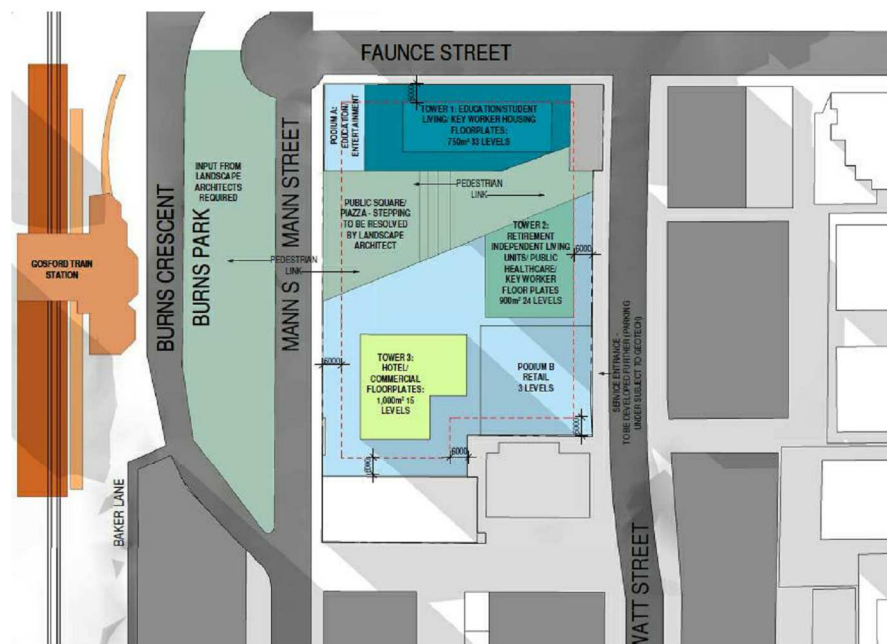 FAUNCE STREET
BURNS CRESCENT
BURNS PARK
MANN STREET
MANN S
BAKER LANE
WATT STREET
GOSFORD TRAIN
STATION
INPUT FROM
LANDSCAPE
ARCHITECTS
REQUIRED
PEDESTRIAN
LINK
PODIUM A:
EDUCATION/
ENTERTAINMENT
6000
TOWER 1: EDUCATION/STUDENT
LIVING/ KEY WORKER HOUSING
FLOORPLATES:
750m² 33 LEVELS
PEDESTRIAN
LINK
PUBLIC SQUARE/
PIAZZA - STEPPING
TO BE RESOLVED
BY LANDSCAPE
ARCHITECT
TOWER 2:
RETIREMENT
INDEPENDENT LIVING
UNITS/ PUBLIC
HEALTHCARE/
KEY WORKER
FLOOR PLATES
900m² 24 LEVELS
6000
6000
TOWER 3:
HOTEL/
COMMERCIAL
FLOORPLATES:
1,000m² 15
LEVELS
PODIUM B
RETAIL
3 LEVELS
6000
6000
6000
SERVICE ENTRANCE -
TO BE DEVELOPED FURTHER (PARKING
UNDER SUBJECT TO GEOTECH)